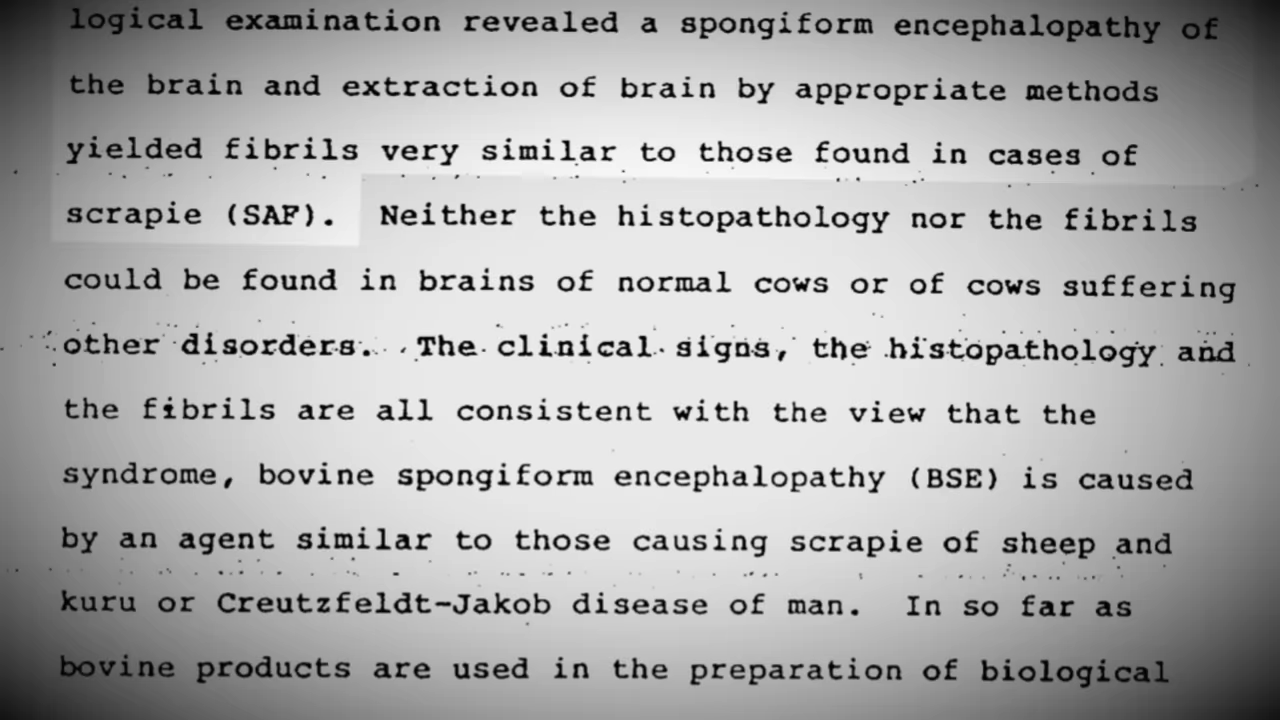 logical examination revealed a spongiform encephalopathy of
the brain and extraction of brain by appropriate methods
yielded fibrils very similar to those found in cases of
scrapie (SAF). Neither the histopathology nor the fibrils
could be found in brains of normal cows or of cows suffering
other disorders. The clinical signs, the histopathology and
the fibrils are all consistent with the view that the
syndrome, bovine spongiform encephalopathy (BSE) is caused
by an agent similar to those causing scrapie of sheep and
kuru or Creutzfeldt-Jakob disease of man. In so far as
bovine products are used in the preparation of biological